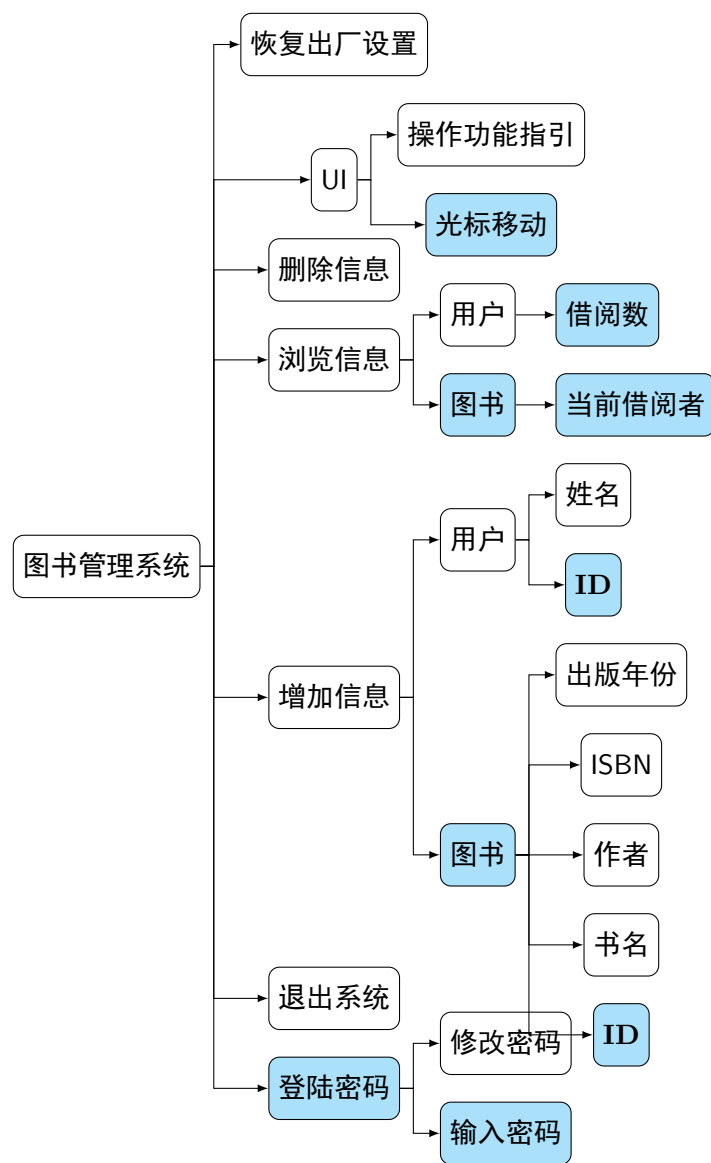 恢复出厂设置
操作功能指引
UI
光标移动
删除信息
用户
借阅数
浏览信息
图书
当前借阅者
姓名
用户
图书管理系统
ID
出版年份
增加信息
ISBN
图书
作者
书名
退出系统
修改密码
ID
登陆密码
输入密码